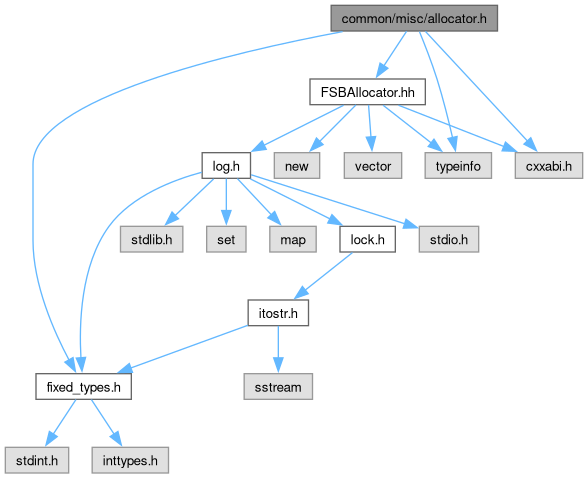 common/misc/allocator.h
FSBAllocator.hh
log.h
new
vector
typeinfo
cxxabi.h
stdlib.h
set
map
lock.h
stdio.h
itostr.h
fixed_types.h
sstream
stdint.h
inttypes.h